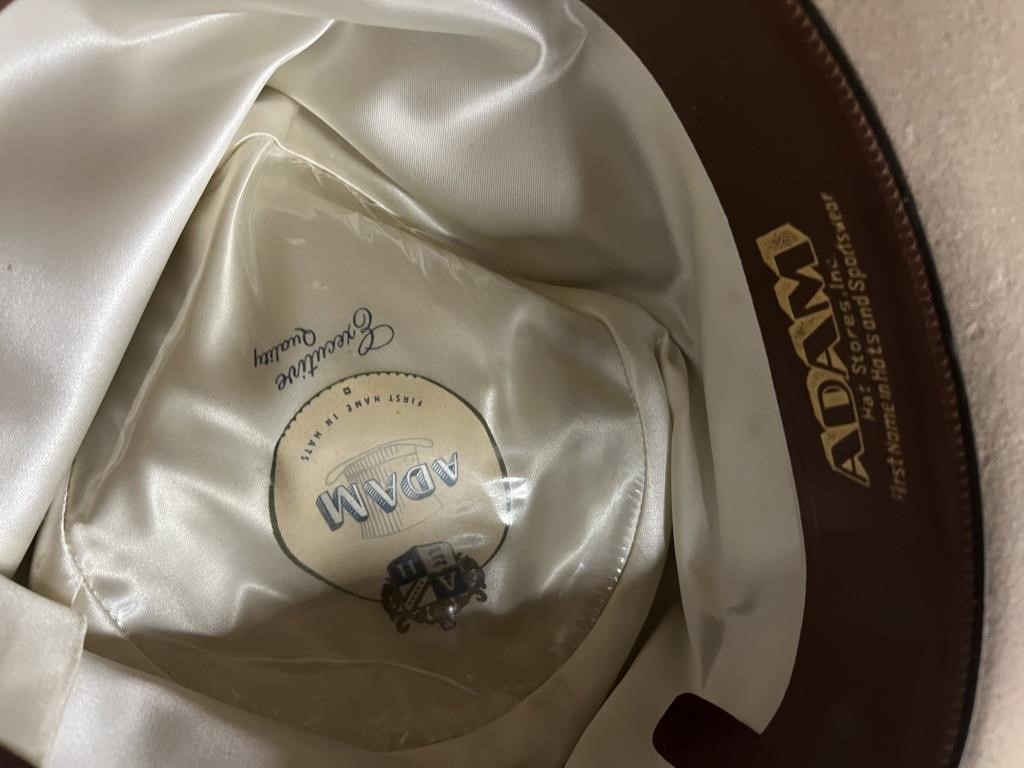 Executive
Quality
FIRST NAME IN HATS
ADAM
A H
ADAM
Hat Stores, Inc.
First Name in Hats and Sportswear